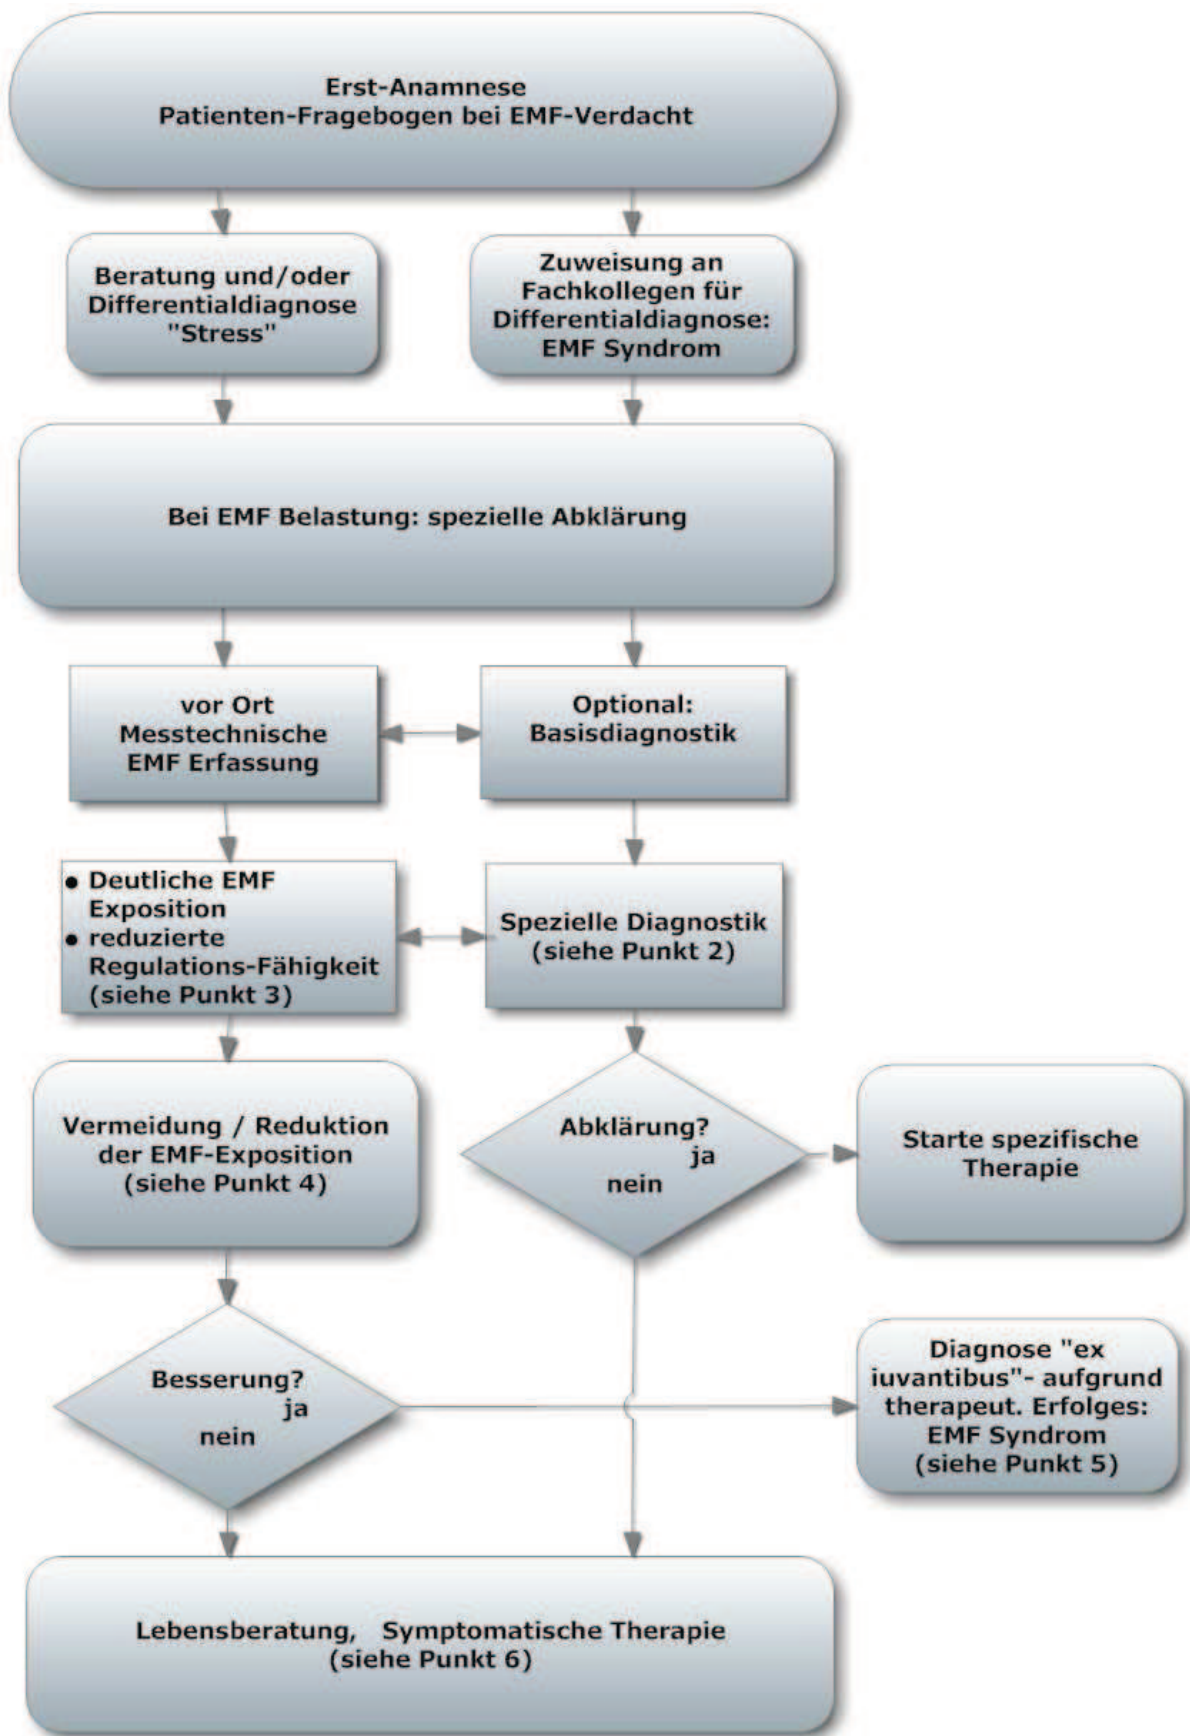 Erst-Anamnese
Patienten-Fragebogen bei EMF-Verdacht
Beratung und/oder
Differentialdiagnose
"Stress"
Zuweisung an
Fachkollegen für
Differentialdiagnose:
EMF Syndrom
Bei EMF Belastung: spezielle Abklärung
vor Ort
Messtechnische
EMF Erfassung
Optional:
Basisdiagnostik
• Deutliche EMF
Exposition
• reduzierte
Regulations-Fähigkeit
(siehe Punkt 3)
Spezielle Diagnostik
(siehe Punkt 2)
Vermeidung / Reduktion
der EMF-Exposition
(siehe Punkt 4)
Abklärung?
ja
nein
Starte spezifische
Therapie
Besserung?
ja
nein
Diagnose "ex
iuvantibus"- aufgrund
therapeut. Erfolges:
EMF Syndrom
(siehe Punkt 5)
Lebensberatung, Symptomatische Therapie
(siehe Punkt 6)